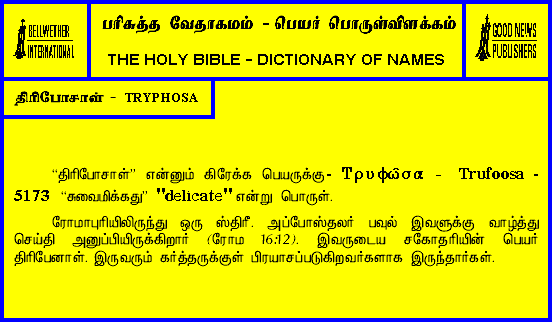 BELLWETHER
INTERNATIONAL
பரிசுத்த வேதாகமம் - பெயர் பொருள்விளக்கம்
THE HOLY BIBLE - DICTIONARY OF NAMES
GOOD NEWS
PUBLISHERS
திரிபோசாள் - TRYPHOSA
“திரிபோசாள்” என்னும் கிரேக்க பெயருக்கு- Τρυφῶσα - Trufoosa -
5173 “சுவைமிக்கது” "delicate" என்று பொருள்.
ரோமாபுரியிலிருந்து ஒரு ஸ்திரீ. அப்போஸ்தலர் பவுல் இவளுக்கு வாழ்த்து
செய்தி அனுப்பியிருக்கிறார் (ரோம 16:12). இவருடைய சகோதரியின் பெயர்
திரிபேனாள். இருவரும் கர்த்தருக்குள் பிரயாசப்படுகிறவர்களாக இருந்தார்கள்.